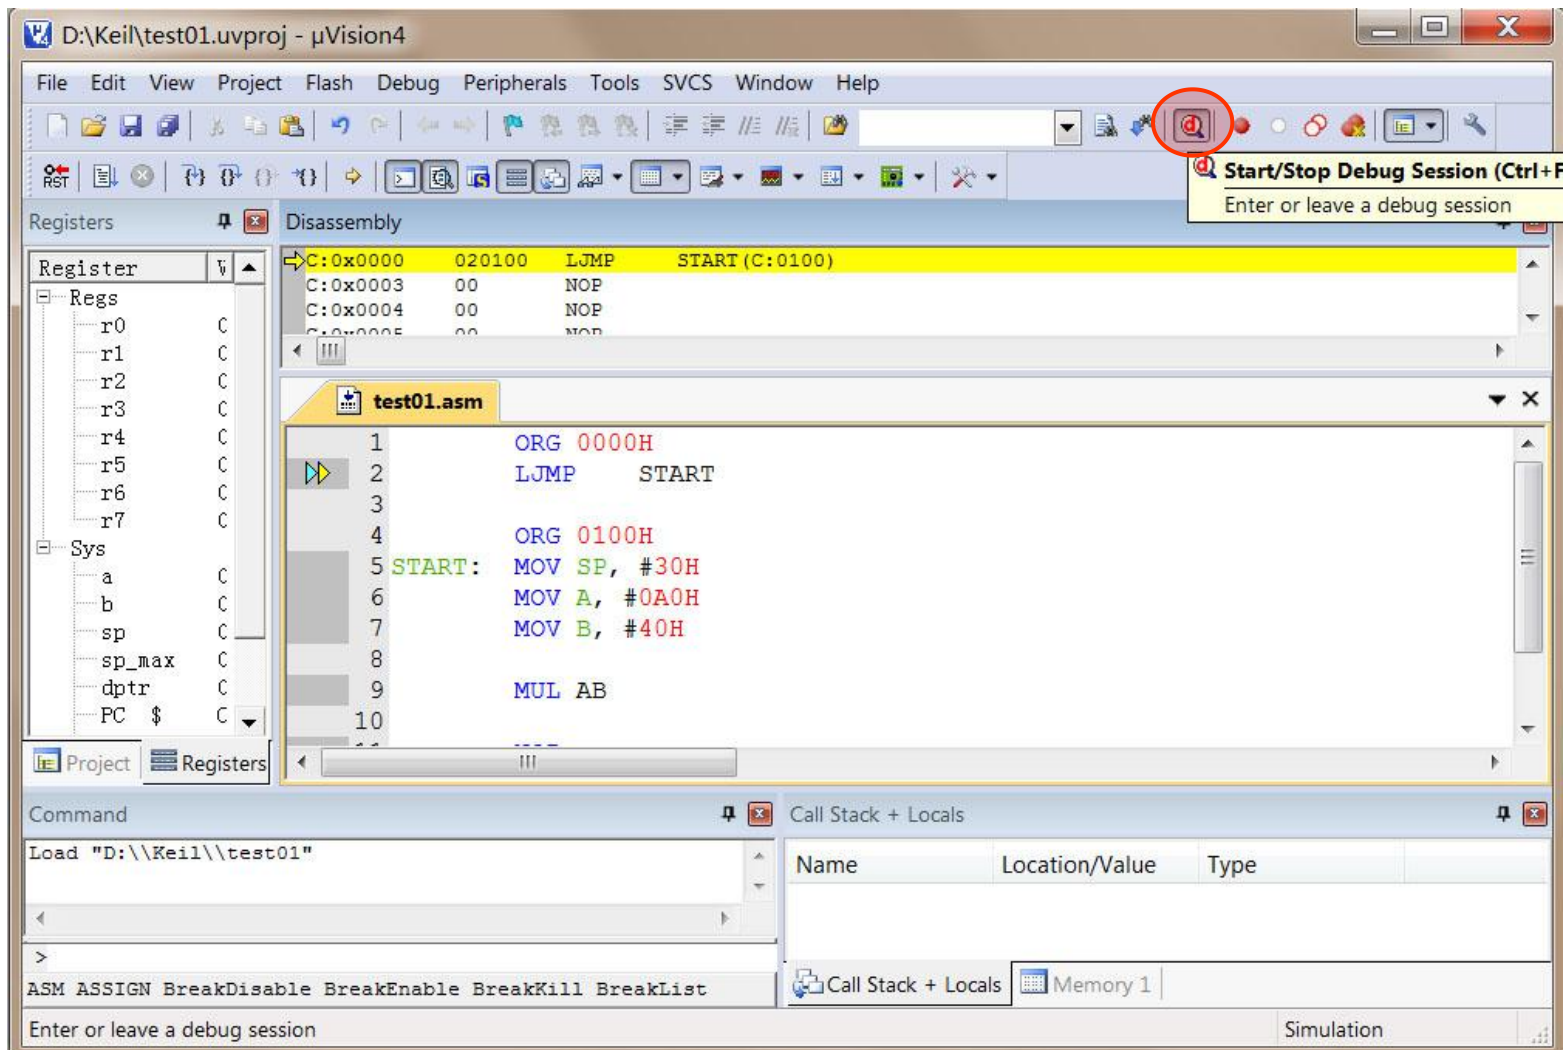 D:\Keil\test01.uvproj - µVision4
File Edit View Project Flash Debug Peripherals Tools SVCS Window Help
RST
Start/Stop Debug Session (Ctrl+F
Enter or leave a debug session
Registers
Disassembly
Register
Regs
r0
r1
r2
r3
r4
r5
r6
r7
Sys
a
b
sp
sp_max
dptr
PC $
Project
Registers
C:0x0000 020100 LJMP START(C:0100)
C:0x0003 00 NOP
C:0x0004 00 NOP
C:0x0005 00 NOP
test01.asm
1 ORG 0000H
2 LJMP START
3
4 ORG 0100H
5 START: MOV SP, #30H
6 MOV A, #0A0H
7 MOV B, #40H
8
9 MUL AB
10
Command
Load "D:\\Keil\\test01"
>
ASM ASSIGN BreakDisable BreakEnable BreakKill BreakList
Call Stack + Locals
Name Location/Value Type
Call Stack + Locals
Memory 1
Enter or leave a debug session
Simulation